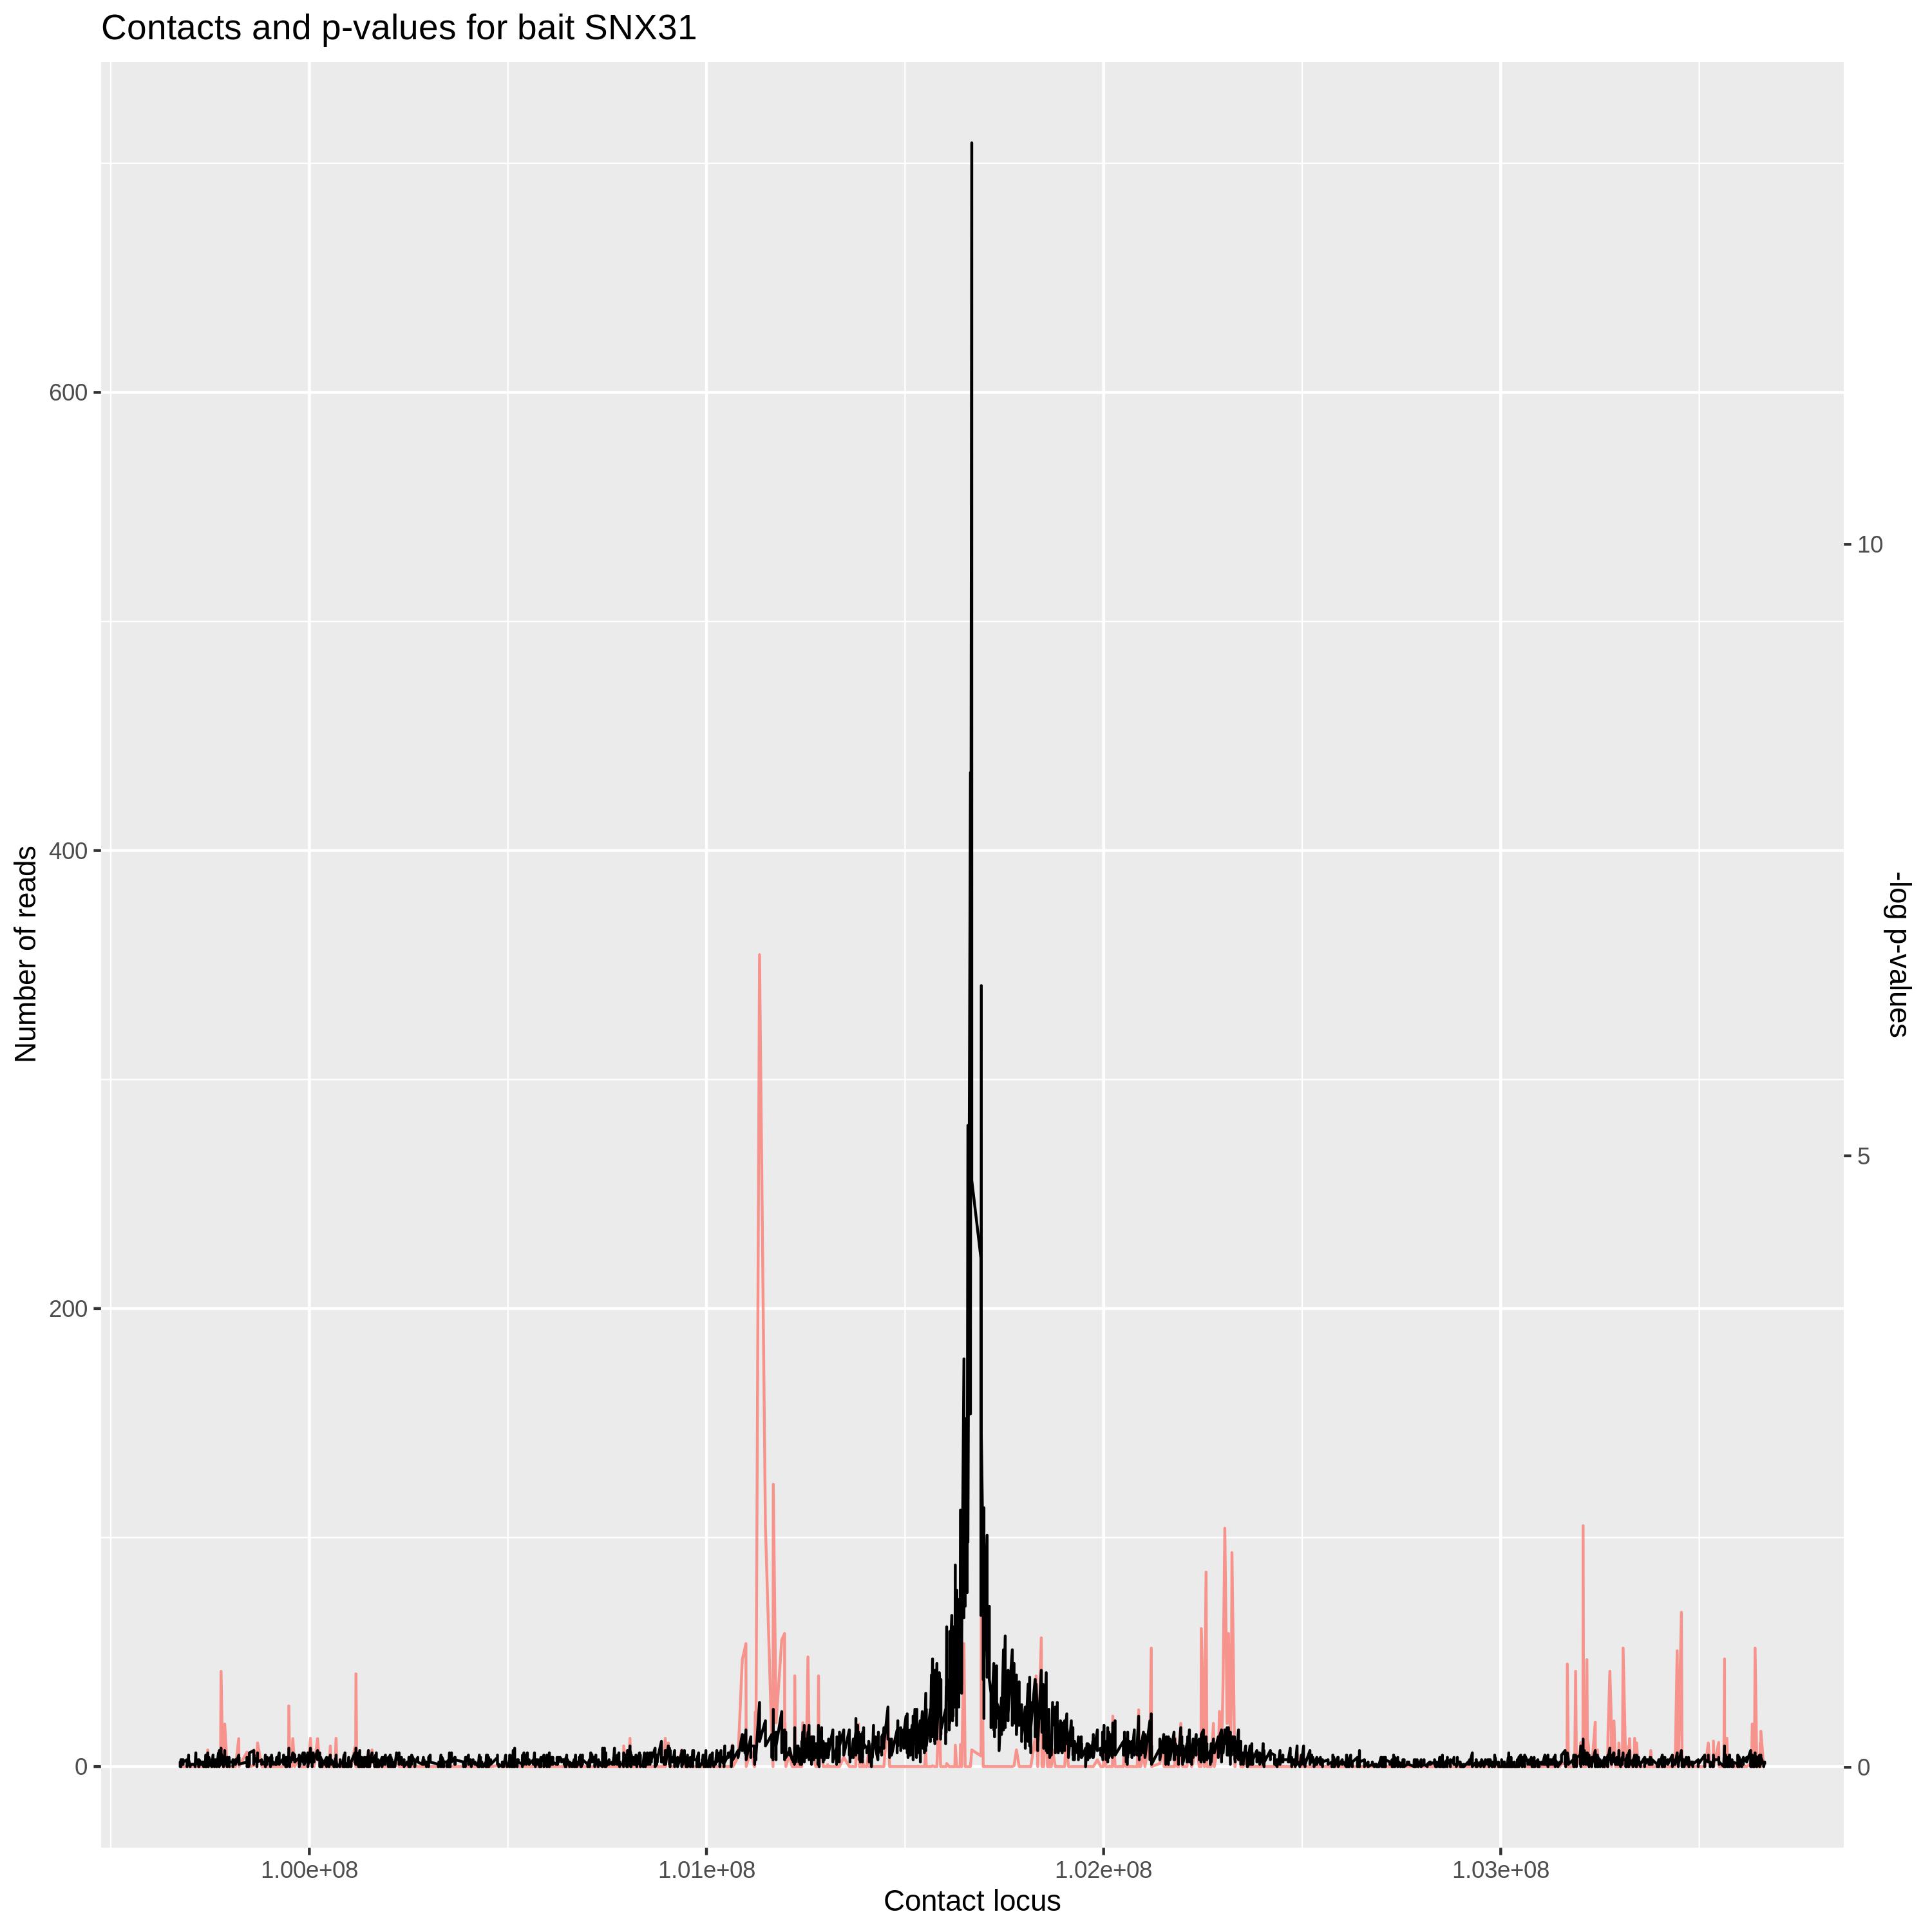 Contacts and p-values for bait SNX31
600
400
200
0
10
5
0
Number of reads
-log p-values
1.00e+08
1.01e+08
1.02e+08
1.03e+08
Contact locus